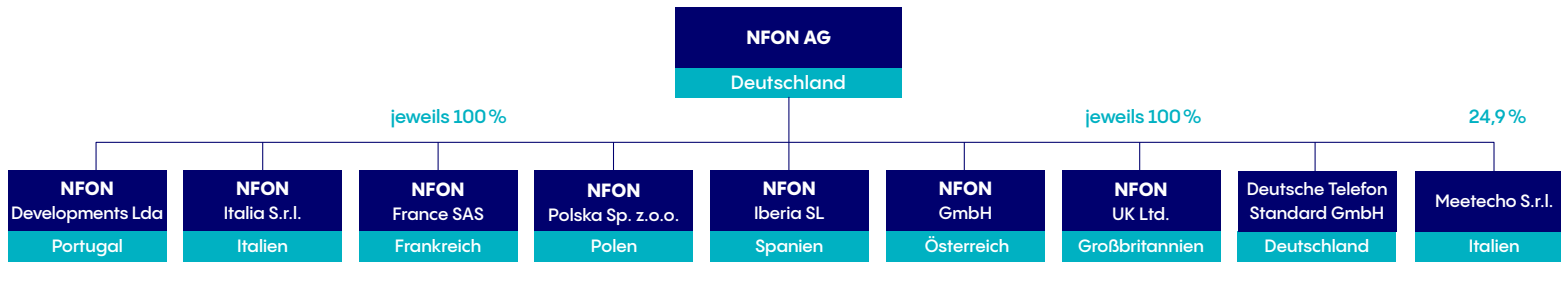 NFON AG
Deutschland
jeweils 100 %
jeweils 100 %
24,9 %
NFON
Developments Lda
Portugal
NFON
Italia S.r.l.
Italien
NFON
France SAS
Frankreich
NFON
Polska Sp. z.o.o.
Polen
NFON
Iberia SL
Spanien
NFON
GmbH
Österreich
NFON
UK Ltd.
Großbritannien
Deutsche Telefon
Standard GmbH
Deutschland
Meetecho S.r.l.
Italien